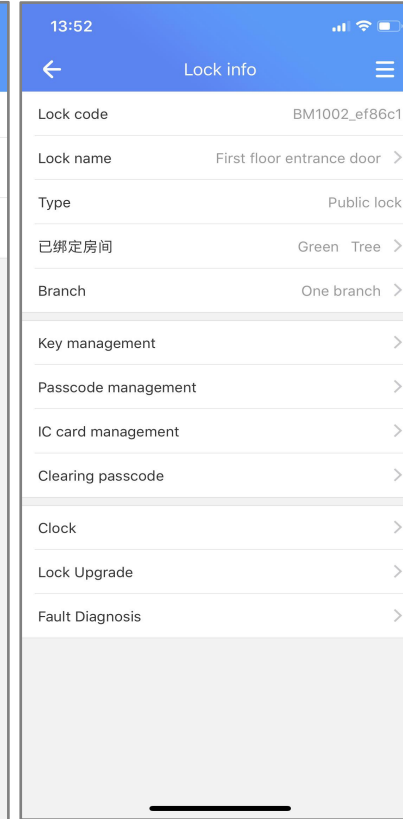 13:52
Lock info
Lock code BM1002_ef86c1
Lock name First floor entrance door
Type Public lock
已绑定房间 Green Tree
Branch One branch
Key management
Passcode management
IC card management
Clearing passcode
Clock
Lock Upgrade
Fault Diagnosis